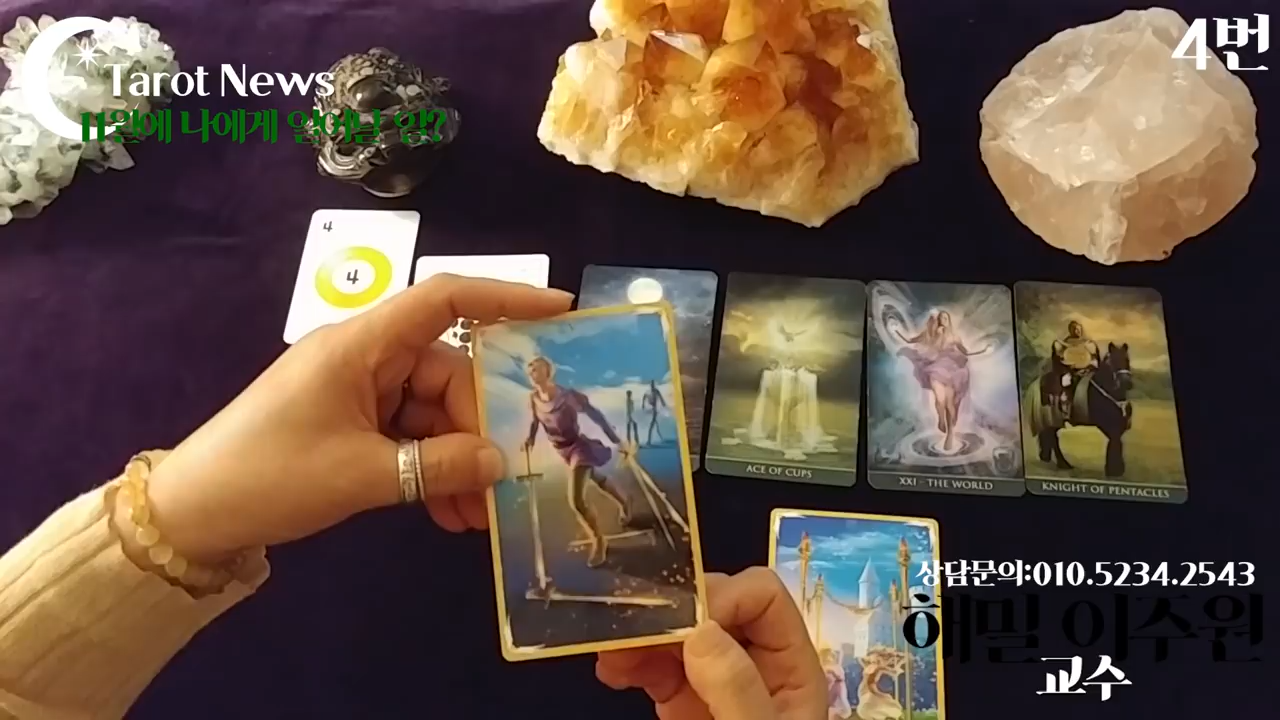 4번
Tarot News
11월에 나에게 일어날 일?
4
4
ACE OF CUPS
XXI - THE WORLD
KNIGHT OF PENTACLES
상담문의:010.5234.2543
해밀 이주원
교수